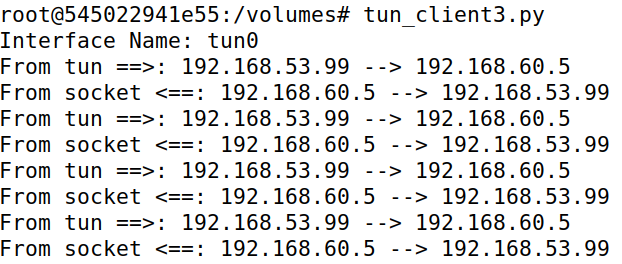 root@545022941e55:/volumes# tun_client3.py
Interface Name: tun0
From tun ==>: 192.168.53.99 --> 192.168.60.5
From socket <==: 192.168.60.5 --> 192.168.53.99
From tun ==>: 192.168.53.99 --> 192.168.60.5
From socket <==: 192.168.60.5 --> 192.168.53.99
From tun ==>: 192.168.53.99 --> 192.168.60.5
From socket <==: 192.168.60.5 --> 192.168.53.99
From tun ==>: 192.168.53.99 --> 192.168.60.5
From socket <==: 192.168.60.5 --> 192.168.53.99